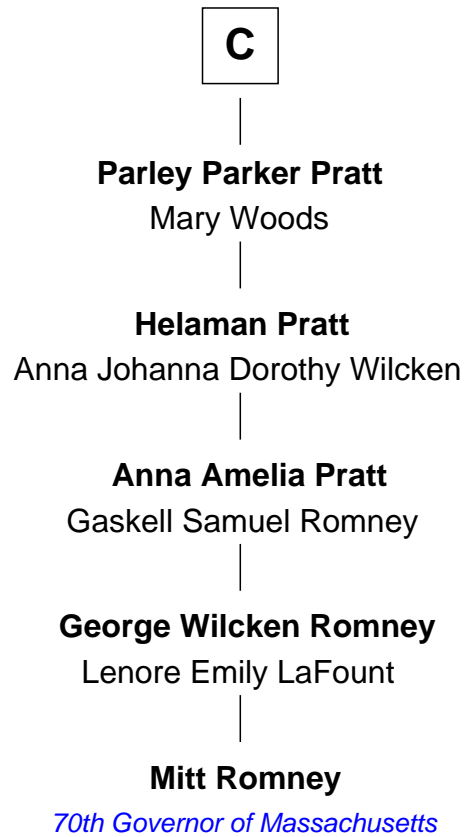 C
Parley Parker Pratt
Mary Woods
Helaman Pratt
Anna Johanna Dorothy Wilcken
Anna Amelia Pratt
Gaskell Samuel Romney
George Wilcken Romney
Lenore Emily LaFount
Mitt Romney
70th Governor of Massachusetts